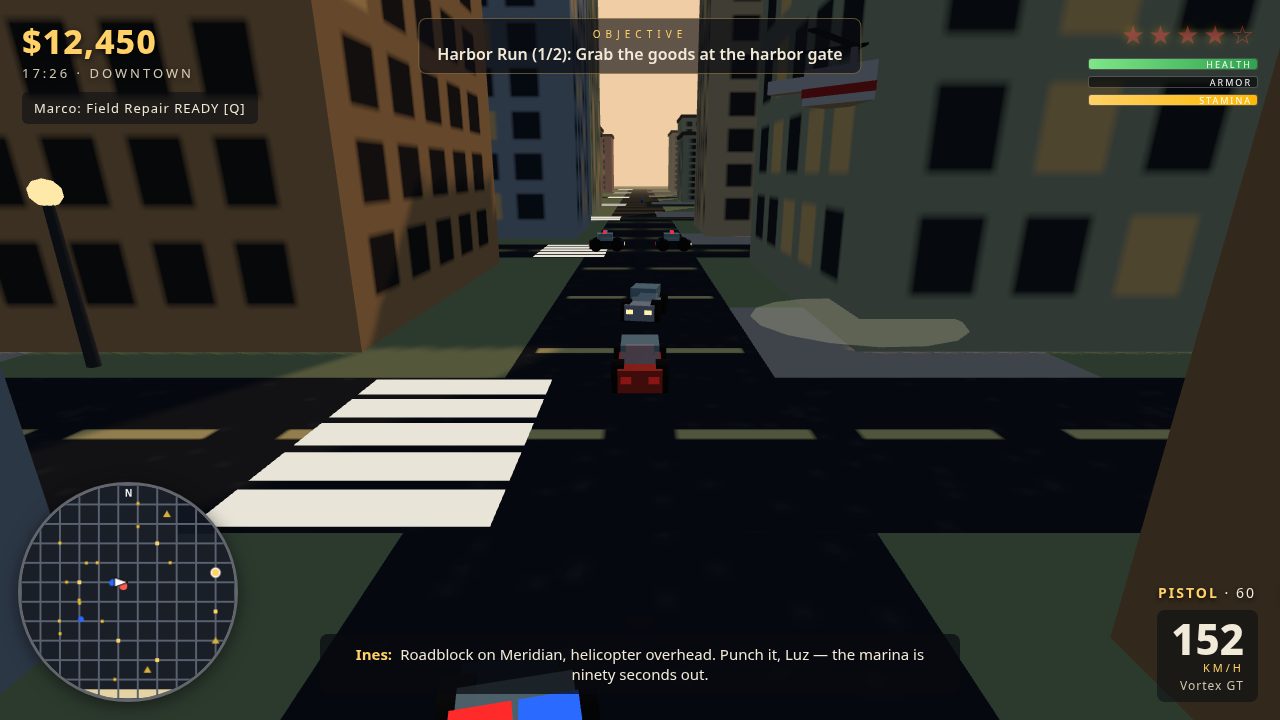 $12,450
17:26 · DOWNTOWN
Marco: Field Repair READY [Q]
OBJECTIVE
Harbor Run (1/2): Grab the goods at the harbor gate
HEALTH
ARMOR
STAMINA
N
Ines: Roadblock on Meridian, helicopter overhead. Punch it, Luz — the marina is
ninety seconds out.
PISTOL · 60
152
KM/H
Vortex GT